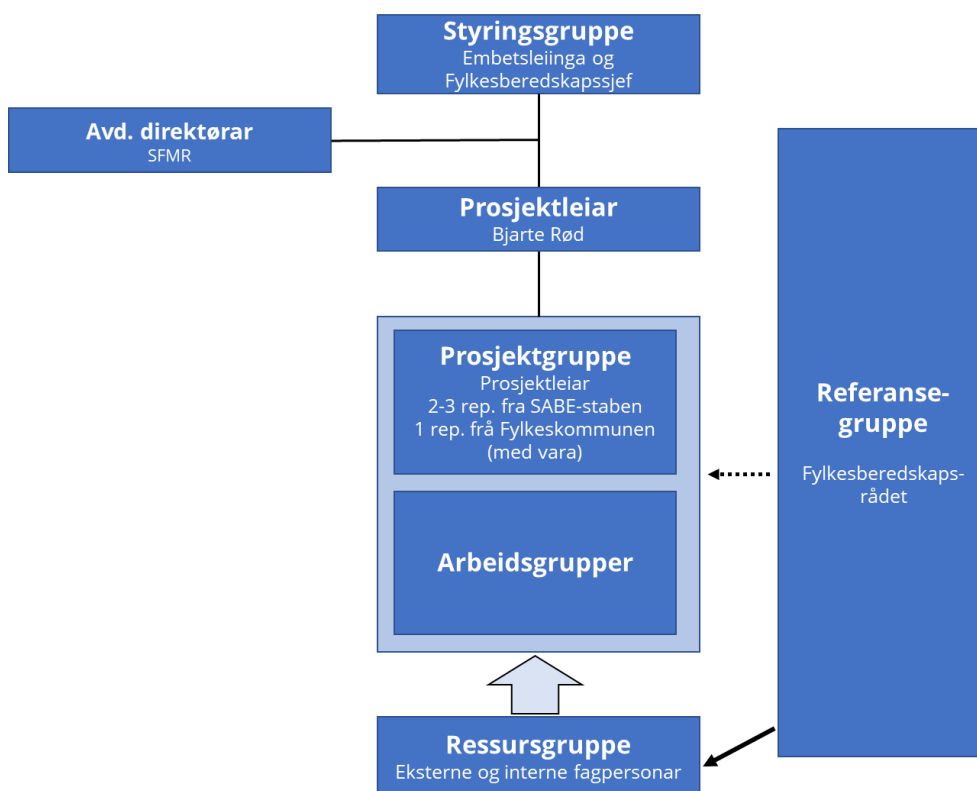 Styringsgruppe
Embetsleiinga og
Fylkesberedskapssjef
Avd. direktørar
SFMR
Prosjektleiar
Bjarte Rød
Prosjektgruppe
Prosjektleiar
2-3 rep. fra SABE-staben
1 rep. frå Fylkeskommunen
(med vara)
Arbeidsgrupper
Referanse-
gruppe
Fylkesberedskaps-
rådet
Ressursgruppe
Eksterne og interne fagpersonar